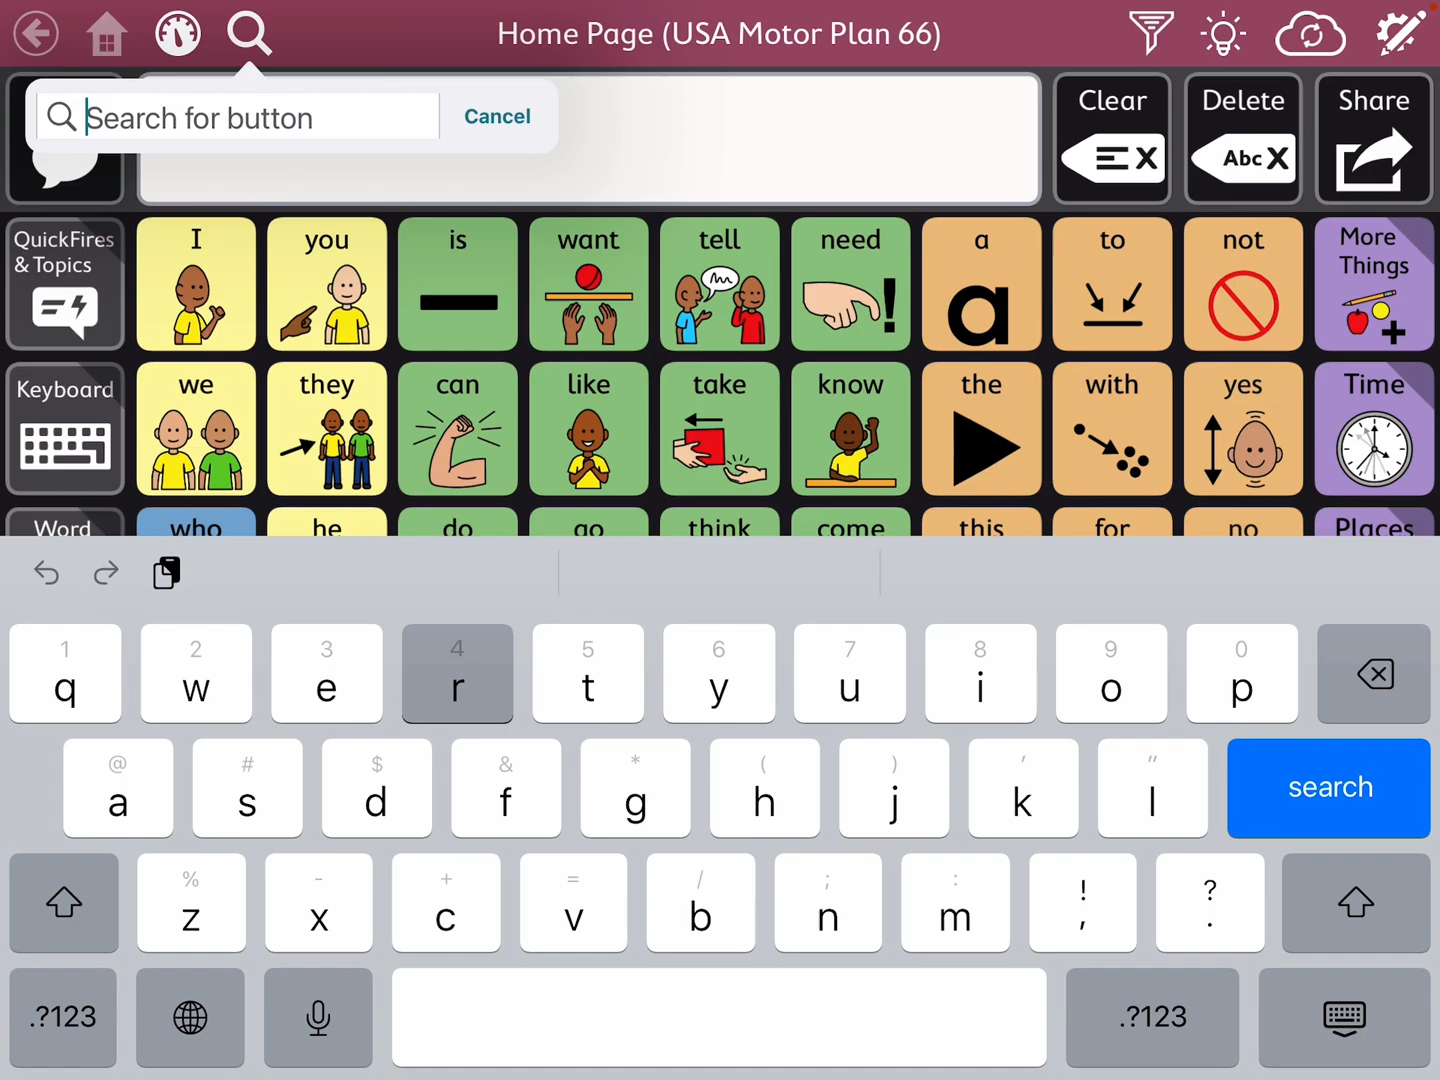 Home Page (USA Motor Plan 66)
Search for button
Cancel
Clear
Delete
Abc X
Share
QuickFires
& Topics
I
you
is
want
tell
need
a
a
to
not
More
Things
Keyboard
we
they
can
like
take
know
the
with
yes
Time
Word
who
he
do
go
think
come
this
for
no
Places
1 2 3 4 5 6 7 8 9 0
q w e r t y u i o p
@ # $ & * ( ) ' "
a s d f g h j k l
search
% - + = / ; : ! ?
z x c v b n m , .
.?123
.?123